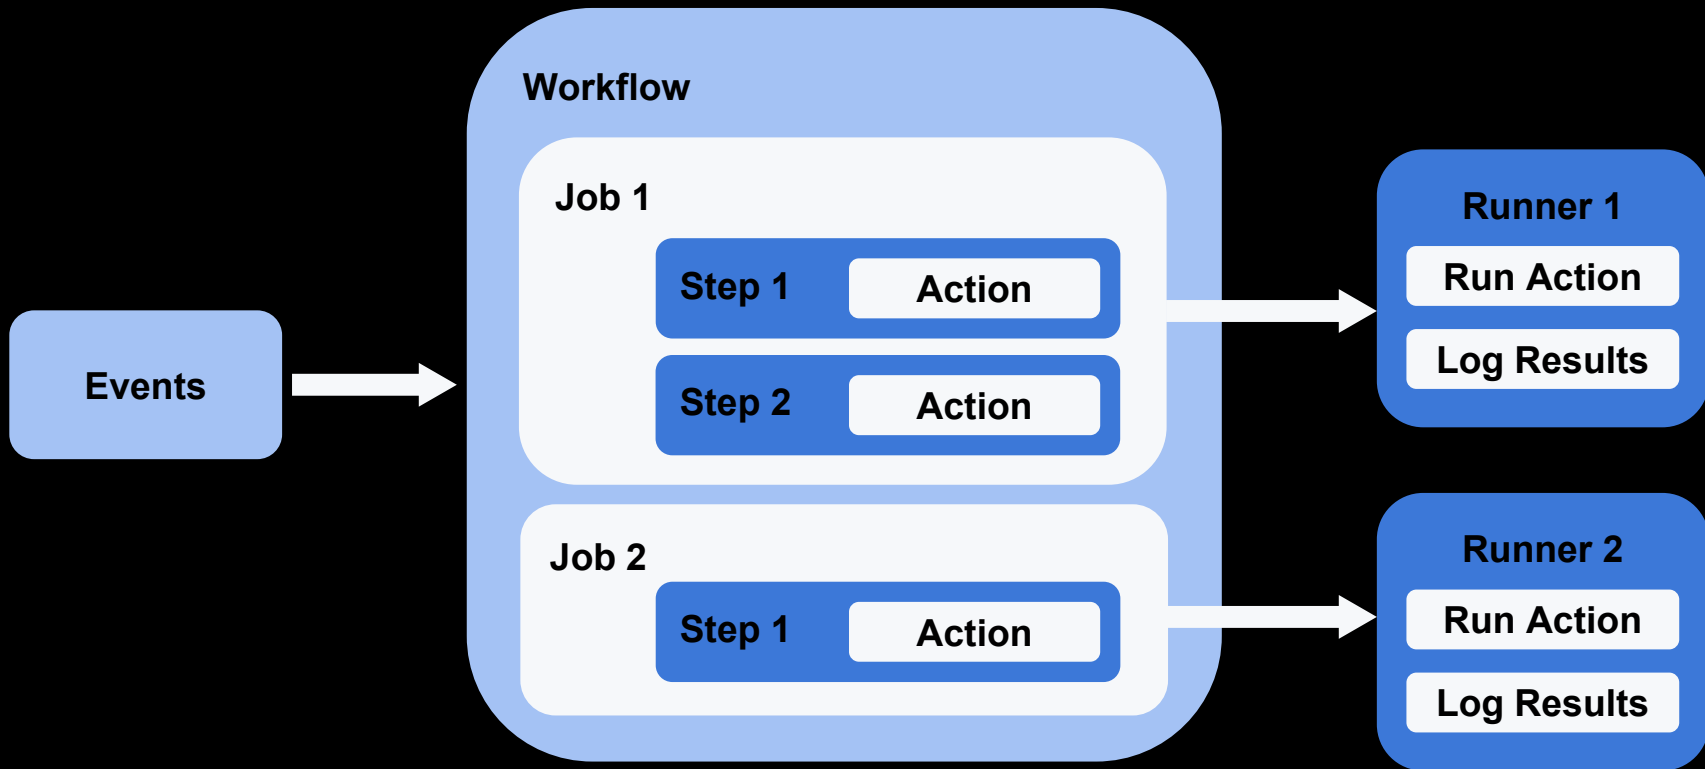 Events
Workflow
Job 1
Step 1
Action
Step 2
Action
Job 2
Step 1
Action
Runner 1
Run Action
Log Results
Runner 2
Run Action
Log Results